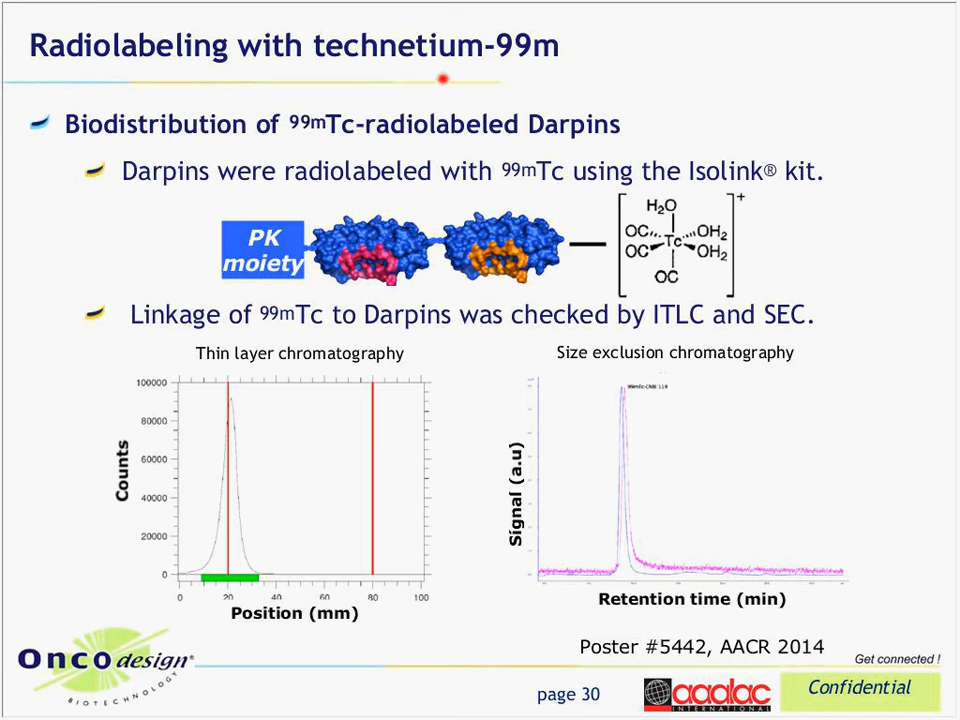 Radiolabeling with technetium-99m
Biodistribution of 99mTc-radiolabeled Darpins
Darpins were radiolabeled with 99mTc using the Isolink® kit.
PK
moiety
H2O
+
OC
Tc
OH2
OC
OH2
OC
Linkage of 99mTc to Darpins was checked by ITLC and SEC.
Thin layer chromatography
Size exclusion chromatography
100000
80000
60000
40000
20000
0
Counts
0 20 40 60 80 100
Position (mm)
Signal (a.u)
Retention time (min)
Poster #5442, AACR 2014
Oncodesign®
BIOTECHNOLOGY
Get connected !
page 30
aaalac
INTERNATIONAL
Confidential